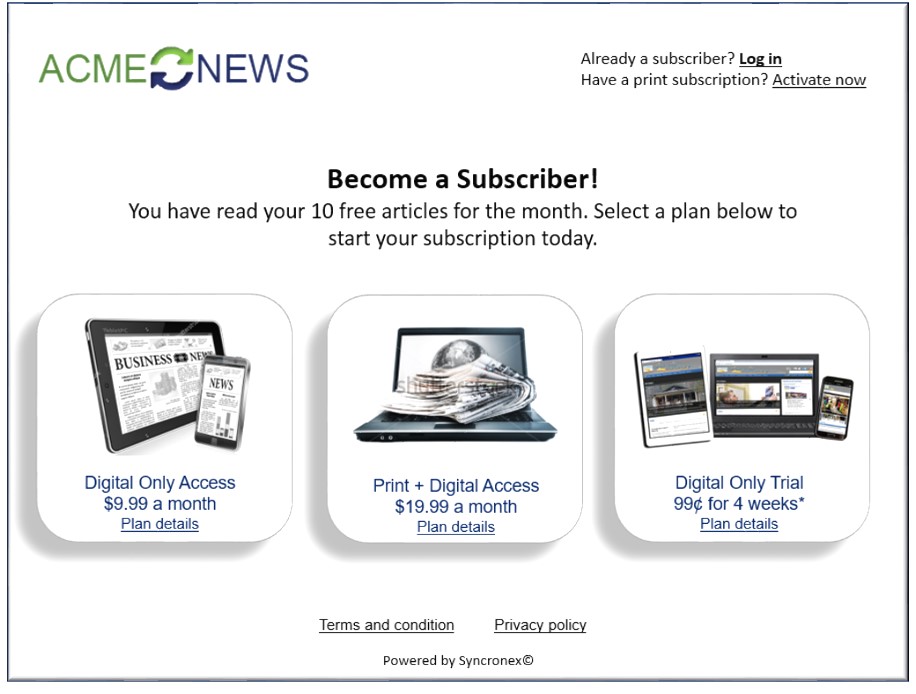 ACME NEWS
Already a subscriber? Log in
Have a print subscription? Activate now
Become a Subscriber!
You have read your 10 free articles for the month. Select a plan below to
start your subscription today.
BUSINESS NEWS
NEWS
shutterstock
Digital Only Access
$9.99 a month
Plan details
Print + Digital Access
$19.99 a month
Plan details
Digital Only Trial
99¢ for 4 weeks*
Plan details
Terms and condition
Privacy policy
Powered by Syncronex©